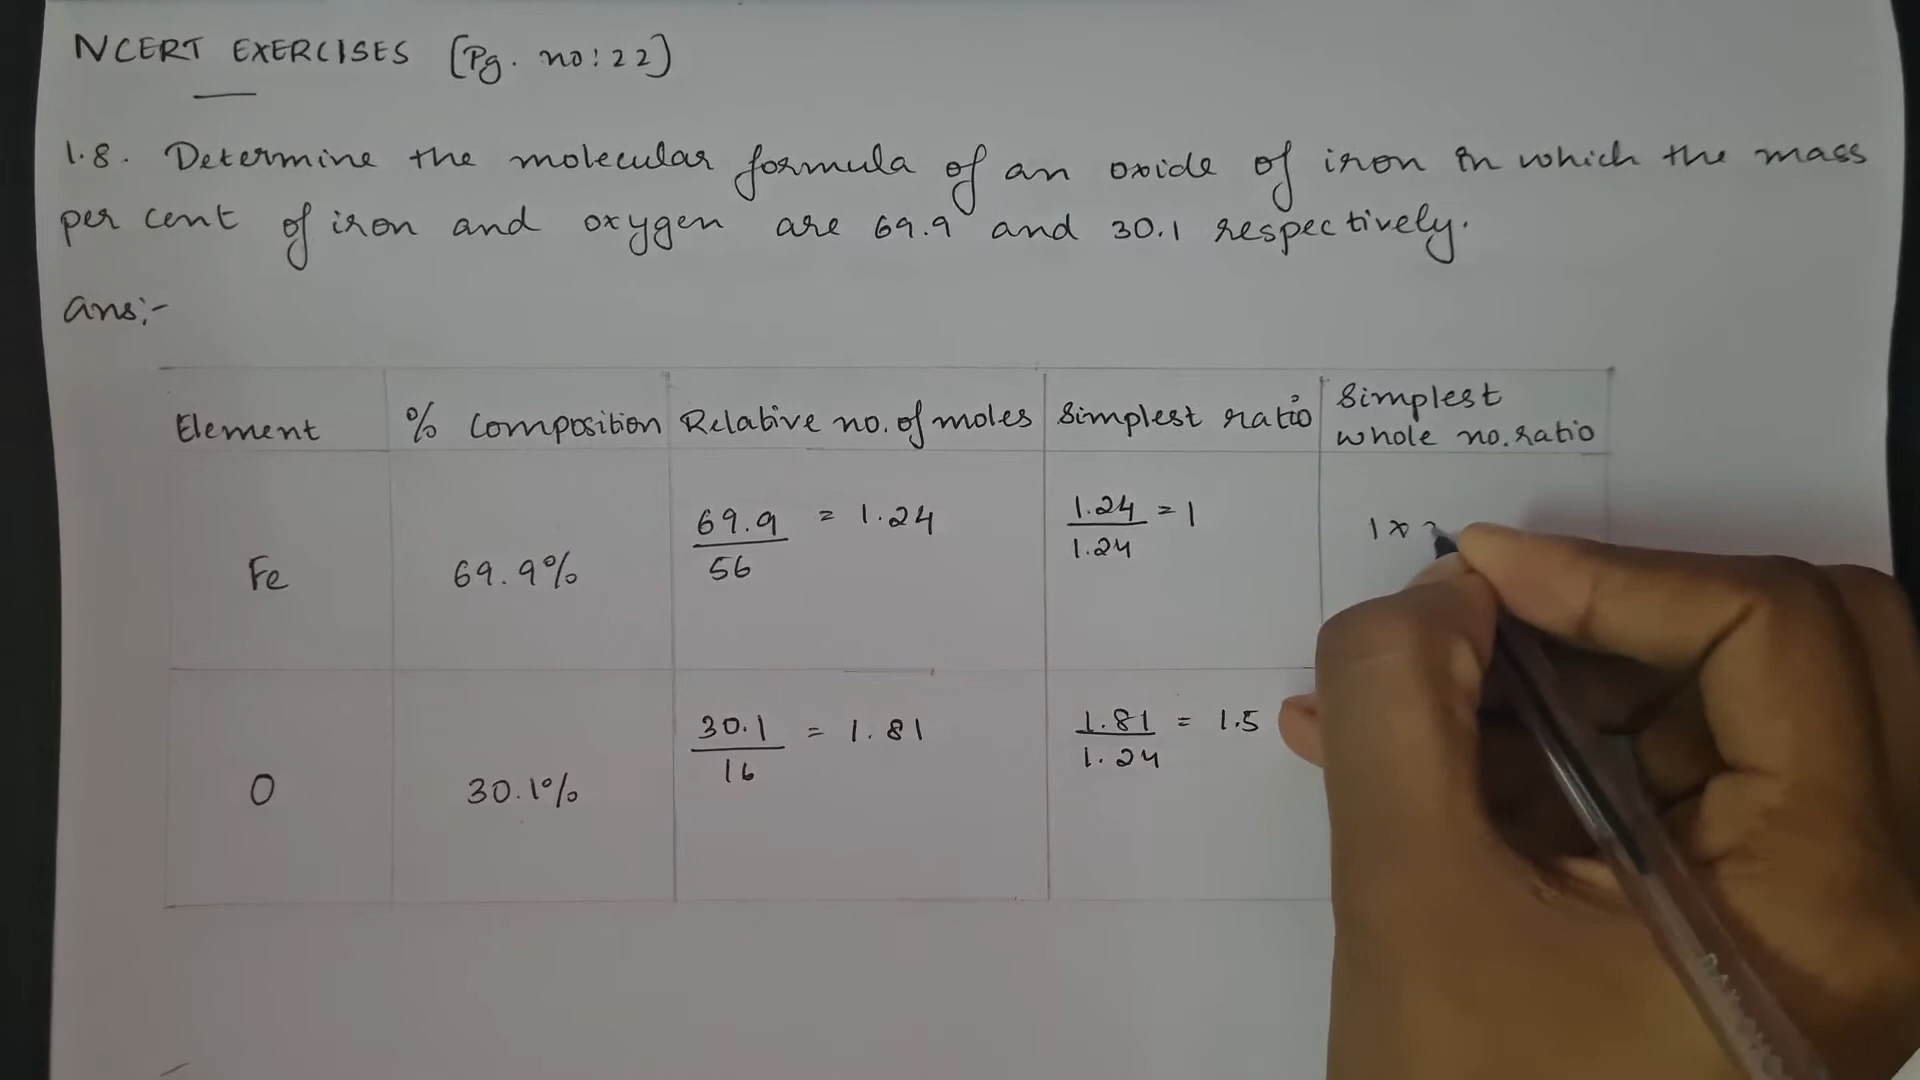 NCERT EXERCISES [Pg. no: 22]
1.8. Determine the molecular formula of an oxide of iron in which the mass
per cent of iron and oxygen are 69.9 and 30.1 respectively.
ans:-
Element % Composition Relative no. of moles Simplest ratio Simplest whole no. ratio
Fe 69.9% 69.9/56 = 1.24 1.24/1.24 = 1 1 ×
O 30.1% 30.1/16 = 1.81 1.81/1.24 = 1.5